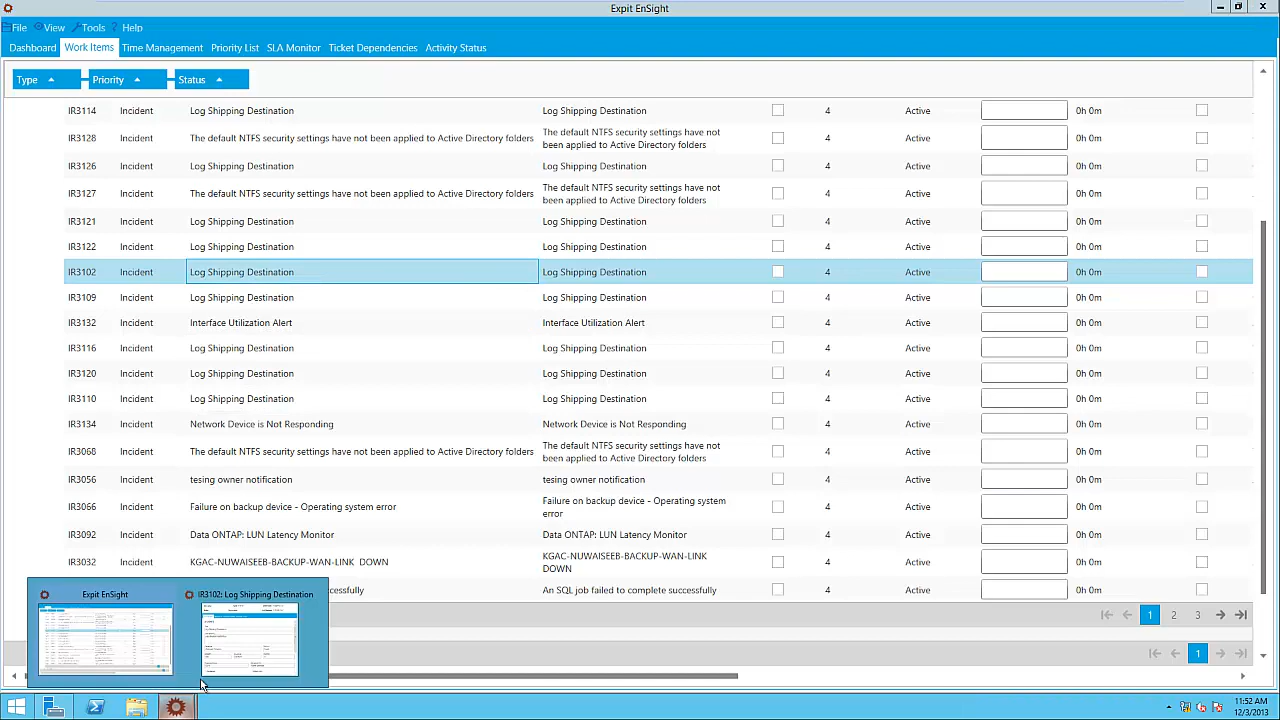 Expit EnSight
File View Tools ? Help
Dashboard Work Items Time Management Priority List SLA Monitor Ticket Dependencies Activity Status
Type Priority Status
IR3114 Incident Log Shipping Destination Log Shipping Destination 4 Active 0h 0m
IR3128 Incident The default NTFS security settings have not been applied to Active Directory folders The default NTFS security settings have not 4 Active 0h 0m
been applied to Active Directory folders
IR3126 Incident Log Shipping Destination Log Shipping Destination 4 Active 0h 0m
IR3127 Incident The default NTFS security settings have not been applied to Active Directory folders The default NTFS security settings have not 4 Active 0h 0m
been applied to Active Directory folders
IR3121 Incident Log Shipping Destination Log Shipping Destination 4 Active 0h 0m
IR3122 Incident Log Shipping Destination Log Shipping Destination 4 Active 0h 0m
IR3102 Incident Log Shipping Destination Log Shipping Destination 4 Active 0h 0m
IR3109 Incident Log Shipping Destination Log Shipping Destination 4 Active 0h 0m
IR3132 Incident Interface Utilization Alert Interface Utilization Alert 4 Active 0h 0m
IR3116 Incident Log Shipping Destination Log Shipping Destination 4 Active 0h 0m
IR3120 Incident Log Shipping Destination Log Shipping Destination 4 Active 0h 0m
IR3110 Incident Log Shipping Destination Log Shipping Destination 4 Active 0h 0m
IR3134 Incident Network Device is Not Responding Network Device is Not Responding 4 Active 0h 0m
IR3068 Incident The default NTFS security settings have not been applied to Active Directory folders The default NTFS security settings have not 4 Active 0h 0m
been applied to Active Directory folders
IR3056 Incident tesing owner notification tesing owner notification 4 Active 0h 0m
IR3066 Incident Failure on backup device - Operating system error Failure on backup device - Operating system 4 Active 0h 0m
error
IR3092 Incident Data ONTAP: LUN Latency Monitor Data ONTAP: LUN Latency Monitor 4 Active 0h 0m
IR3032 Incident KGAC-NUWAISEEB-BACKUP-WAN-LINK DOWN KGAC-NUWAISEEB-BACKUP-WAN-LINK 4 Active 0h 0m
DOWN
cessfully An SQL job failed to complete successfully 4 Active 0h 0m
Expit EnSight IR3102: Log Shipping Destination
1 2 3
1
11:52 AM
12/3/2013